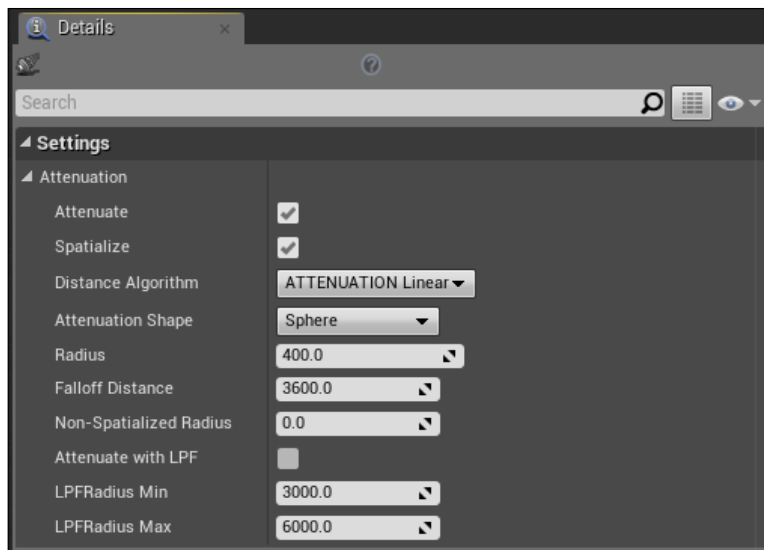 Details
Search
Settings
Attenuation
Attenuate
Spatialize
Distance Algorithm ATTENUATION Linear
Attenuation Shape Sphere
Radius 400.0
Falloff Distance 3600.0
Non-Spatialized Radius 0.0
Attenuate with LPF
LPFRadius Min 3000.0
LPFRadius Max 6000.0